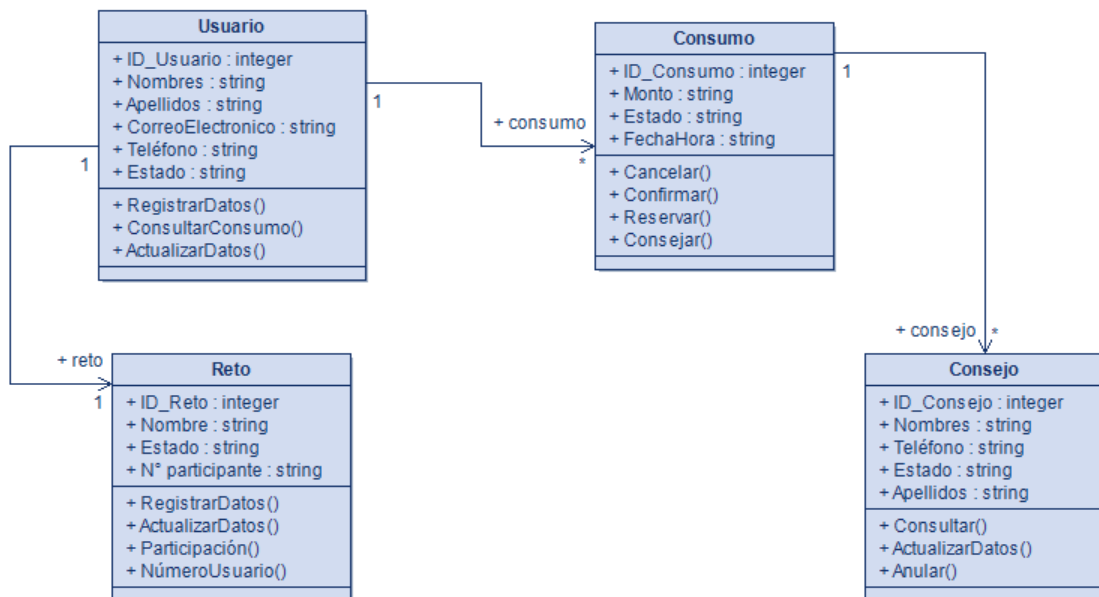 Usuario
+ ID_Usuario : integer
+ Nombres : string
+ Apellidos : string
+ CorreoElectronico : string
+ Teléfono : string
+ Estado : string
+ RegistrarDatos()
+ ConsultarConsumo()
+ ActualizarDatos()
1
1
+ consumo
*
Consumo
+ ID_Consumo : integer
+ Monto : string
+ Estado : string
+ FechaHora : string
+ Cancelar()
+ Confirmar()
+ Reservar()
+ Consejar()
1
+ reto
1
Reto
+ ID_Reto : integer
+ Nombre : string
+ Estado : string
+ N° participante : string
+ RegistrarDatos()
+ ActualizarDatos()
+ Participación()
+ NúmeroUsuario()
+ consejo
*
Consejo
+ ID_Consejo : integer
+ Nombres : string
+ Teléfono : string
+ Estado : string
+ Apellidos : string
+ Consultar()
+ ActualizarDatos()
+ Anular()